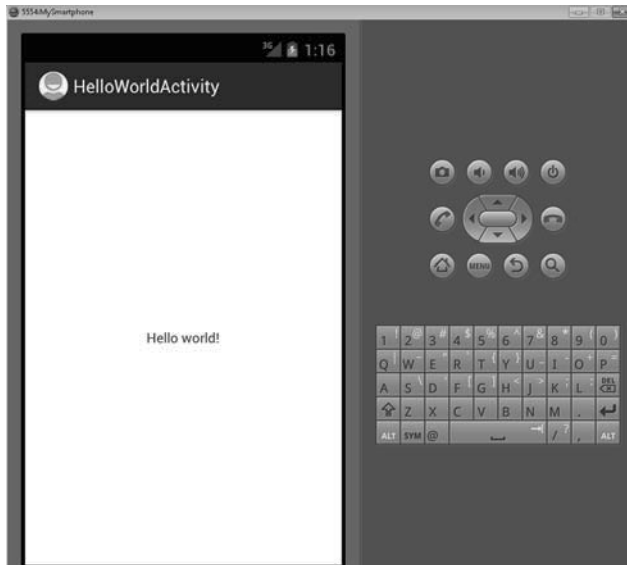 5554:MySmartphone
3G 1:16
HelloWorldActivity
Hello world!
MENU
1 ! 2 @ 3 # 4 $ 5 % 6 ^ 7 & 8 * 9 ( 0 )
Q W E R T { Y } U _ I - O + P =
A S \ D F [ G ] H < J > K ; L : DEL
Z X C V B N M .
ALT SYM @ / ? , ALT